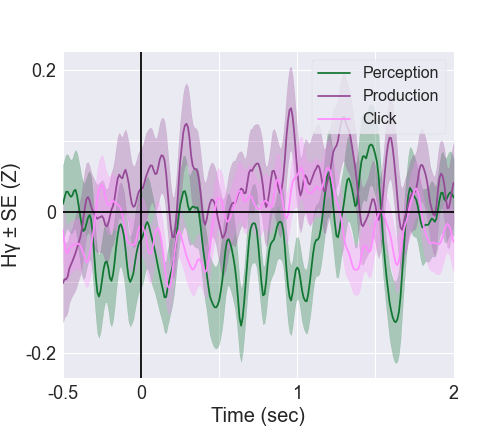 0.2
0
-0.2
Hγ ± SE (Z)
Perception
Production
Click
-0.5
0
1
2
Time (sec)